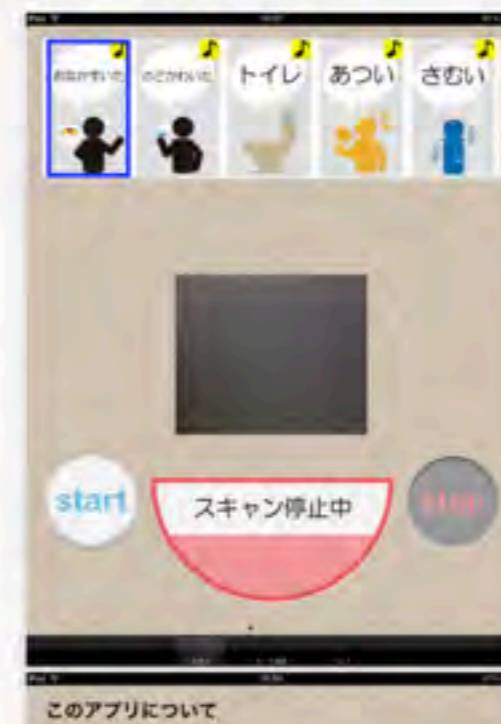 おなかすいた
のどかわいた
トイレ
あつい
さむい
start
スキャン停止中
stop
このアプリについて